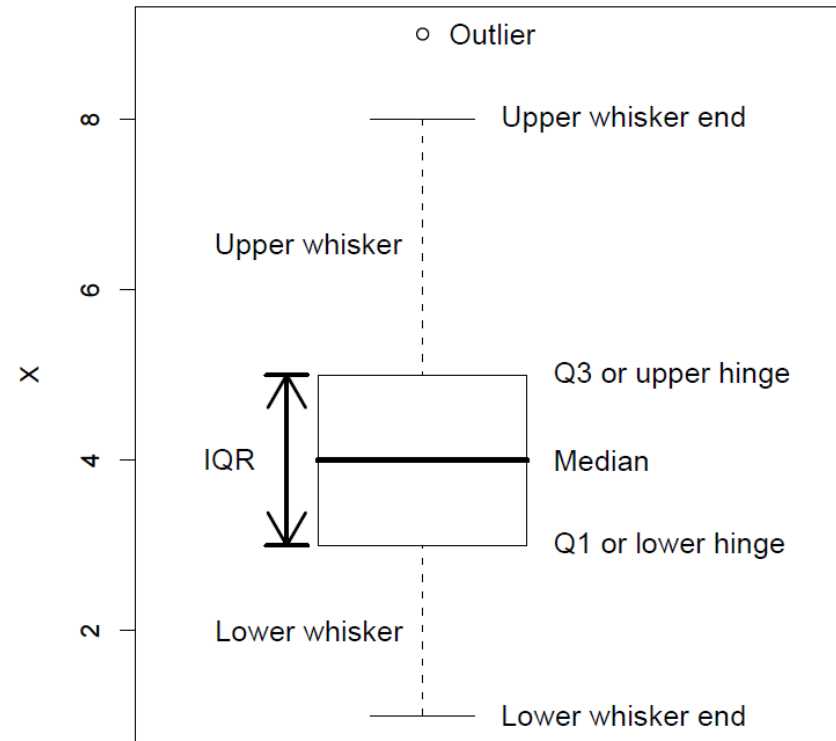 Outlier
8
Upper whisker end
Upper whisker
6
X
Q3 or upper hinge
IQR
4
Median
Q1 or lower hinge
2
Lower whisker
Lower whisker end